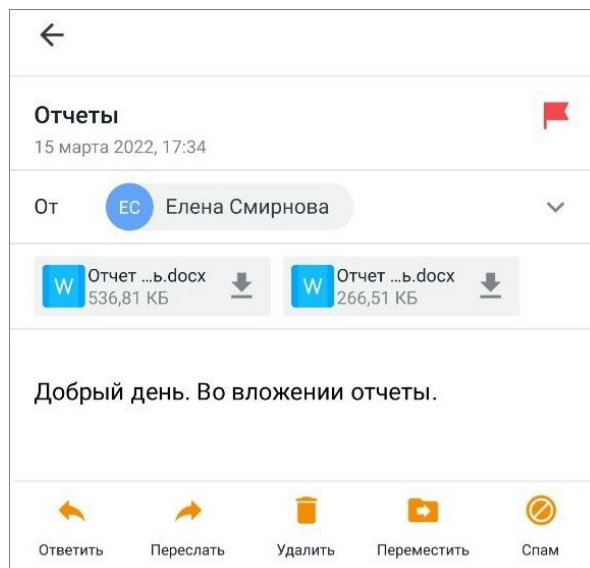 Отчеты
15 марта 2022, 17:34
От ЕС Елена Смирнова
W Отчет ...ь.docx W Отчет ...ь.docx
536,81 КБ 266,51 КБ
Добрый день. Во вложении отчеты.
Ответить Переслать Удалить Переместить Спам